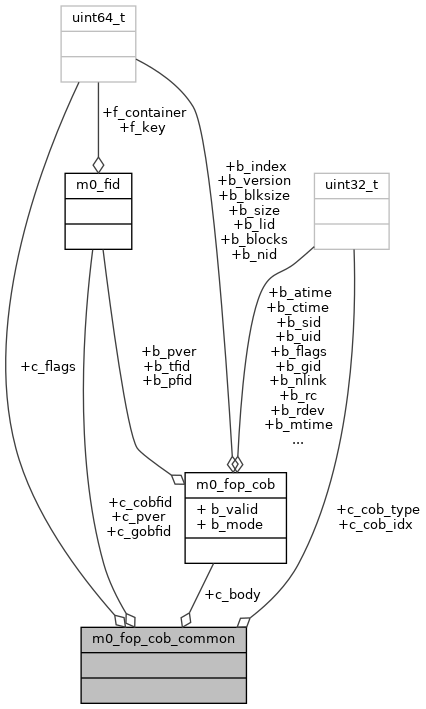 uint64_t
+f_container
+f_key
m0_fid
uint32_t
+b_index
+b_version
+b_blksize
+b_size
+b_lid
+b_blocks
+b_nid
+b_atime
+b_ctime
+b_sid
+b_uid
+b_flags
+b_gid
+b_nlink
+b_rc
+b_rdev
+b_mtime
...
+c_flags
+b_pver
+b_tfid
+b_pfid
m0_fop_cob
+ b_valid
+ b_mode
+c_cobfid
+c_pver
+c_gobfid
+c_cob_type
+c_cob_idx
+c_body
m0_fop_cob_common